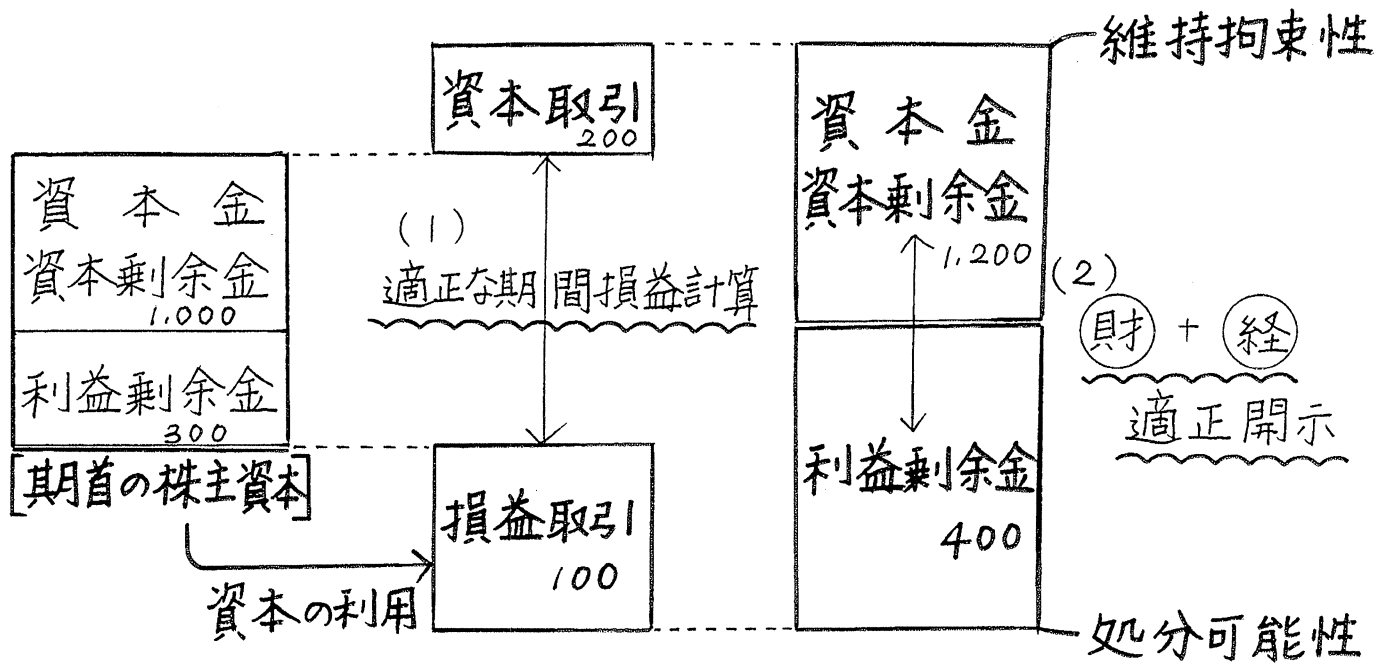 維持拘束性
資本取引
200
資本金
資本剰余金
1,200
資本金
資本剰余金
1,000
利益剰余金
300
[期首の株主資本]
(1)
適正な期間損益計算
(2)
財 + 経
適正開示
利益剰余金
400
損益取引
100
資本の利用
処分可能性